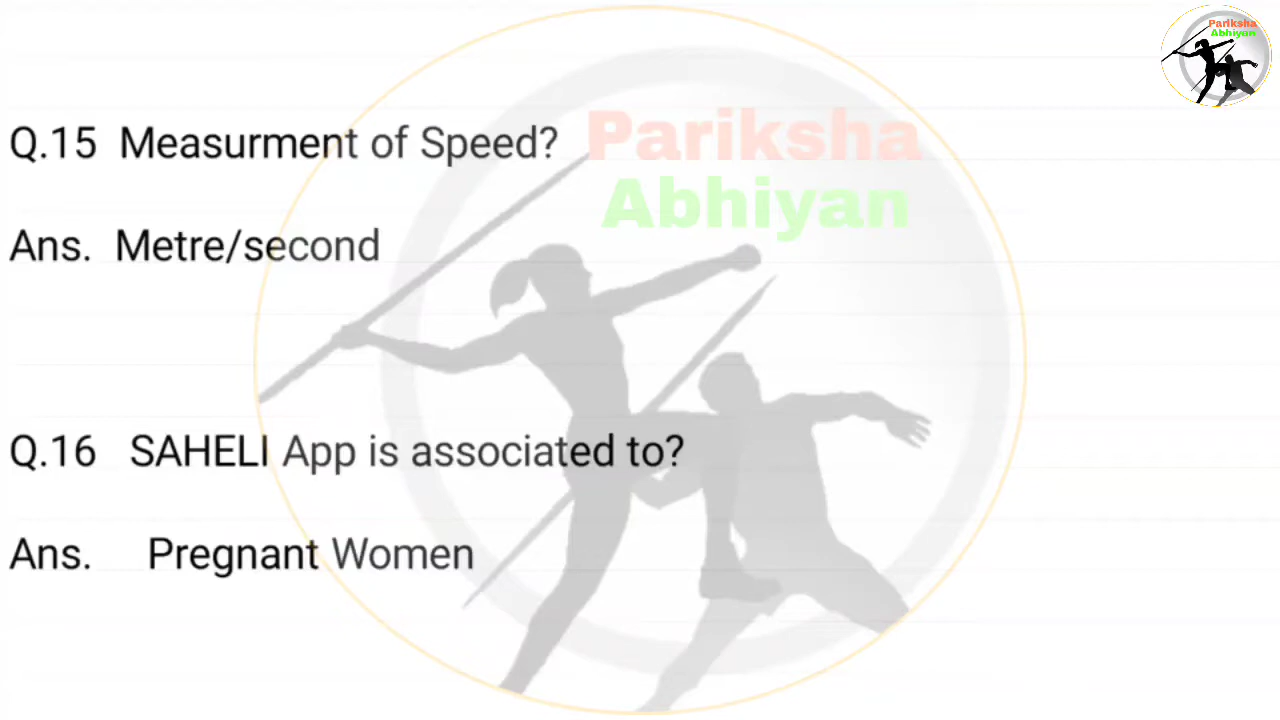 Pariksha
Abhiyan
Q.15 Measurment of Speed?
Pariksha
Abhiyan
Ans. Metre/second
Q.16 SAHELI App is associated to?
Ans. Pregnant Women